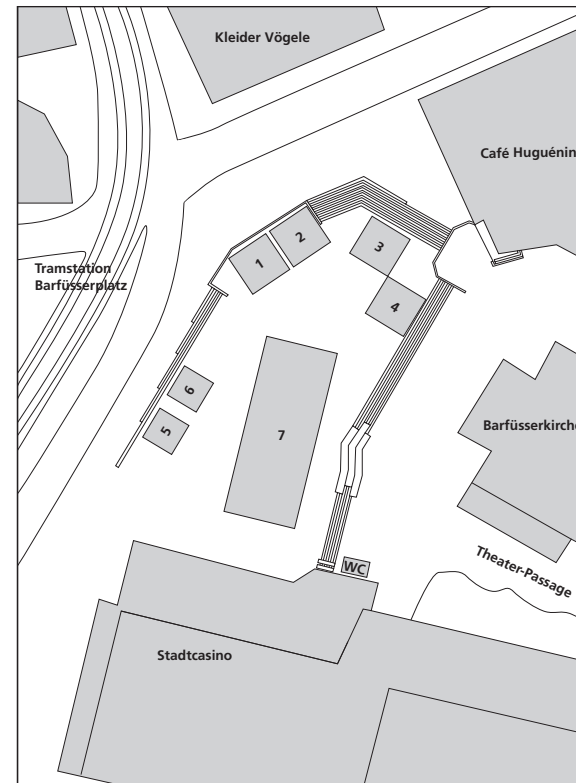 Kleider Vögele
Café Huguénin
2
1
3
Tramstation
Barfüsserplatz
4
6
5
7
Barfüsserkirche
WC
Theater-Passage
Stadtcasino